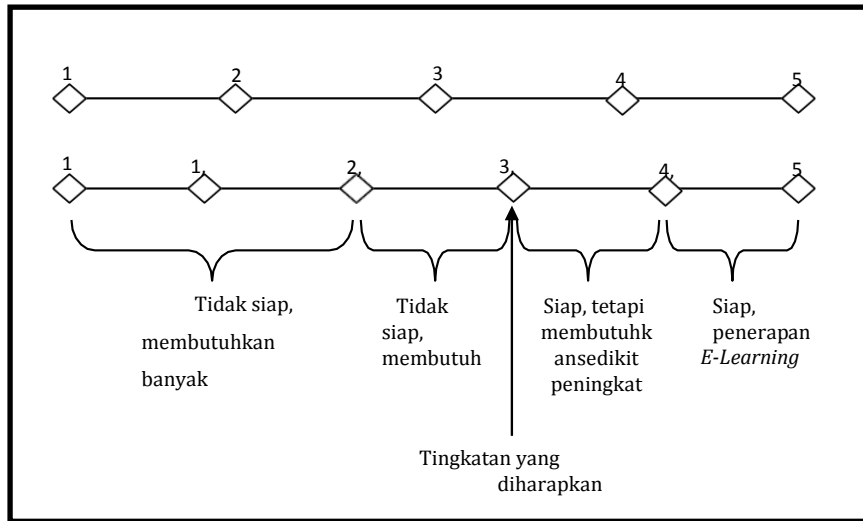 1 2 3 4 5
1 1, 2, 3, 4, 5
Tidak siap,
membutuhkan
banyak
Tidak
siap,
membutuh
Siap, tetapi
membutuhk
ansedikit
peningkat
Siap,
penerapan
E-Learning
Tingkatan yang
diharapkan